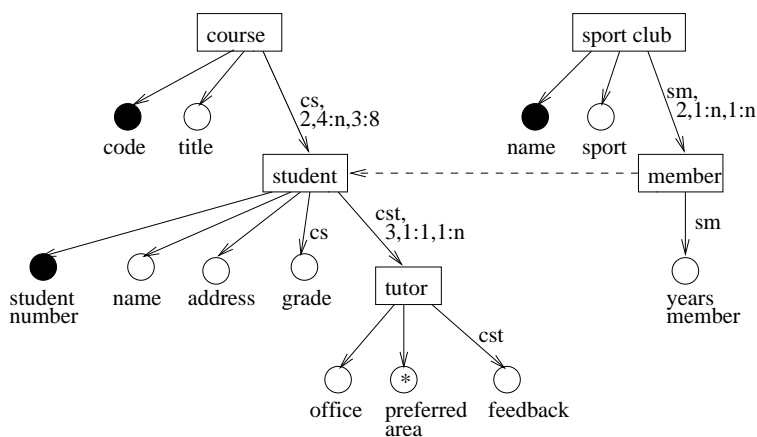 course
sport club
cs,
2,4:n,3:8
sm,
2,1:n,1:n
code
title
name
sport
student
member
cst,
3,1:1,1:n
cs
sm
student
number
name
address
grade
tutor
years
member
cst
*
office
preferred
area
feedback